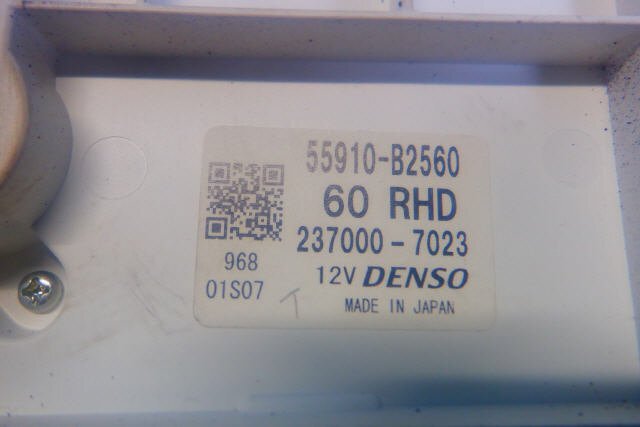 55910-B2560
60 RHD
237000-7023
968
12V DENSO
01S07
MADE IN JAPAN